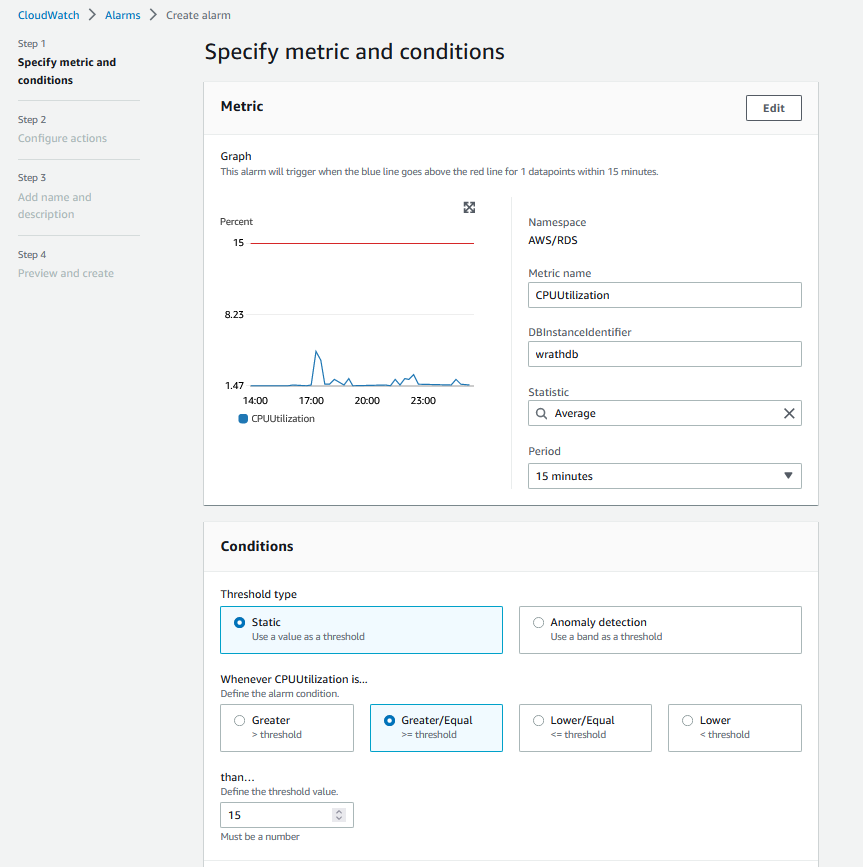 CloudWatch > Alarms > Create alarm
Step 1
Specify metric and
conditions
Step 2
Configure actions
Step 3
Add name and
description
Step 4
Preview and create
Specify metric and conditions
Metric
Edit
Graph
This alarm will trigger when the blue line goes above the red line for 1 datapoints within 15 minutes.
Percent
15
8.23
1.47
14:00 17:00 20:00 23:00
CPUUtilization
Namespace
AWS/RDS
Metric name
CPUUtilization
DBInstanceIdentifier
wrathdb
Statistic
Average
Period
15 minutes
Conditions
Threshold type
Static
Use a value as a threshold
Anomaly detection
Use a band as a threshold
Whenever CPUUtilization is...
Define the alarm condition.
Greater
> threshold
Greater/Equal
>= threshold
Lower/Equal
<= threshold
Lower
< threshold
than...
Define the threshold value.
15
Must be a number